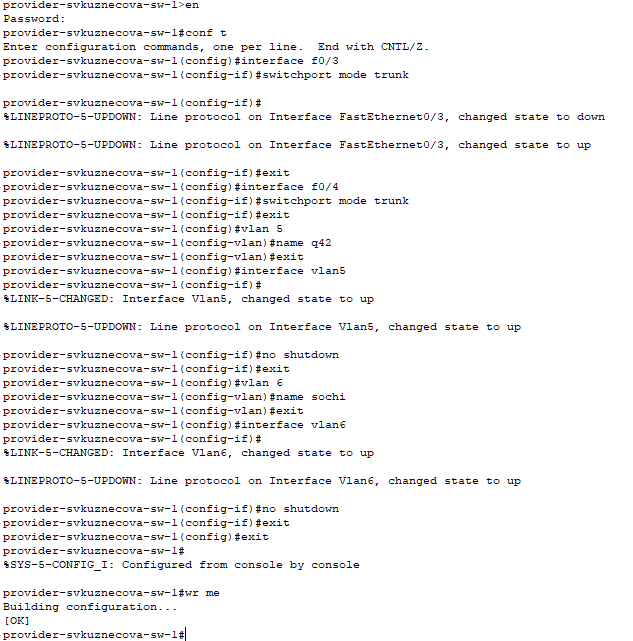 provider-svkuznecova-sw-1>en
Password:
provider-svkuznecova-sw-1#conf t
Enter configuration commands, one per line.  End with CNTL/Z.
provider-svkuznecova-sw-1(config)#interface f0/3
provider-svkuznecova-sw-1(config-if)#switchport mode trunk
provider-svkuznecova-sw-1(config-if)#
%LINEPROTO-5-UPDOWN: Line protocol on Interface FastEthernet0/3, changed state to down
%LINEPROTO-5-UPDOWN: Line protocol on Interface FastEthernet0/3, changed state to up
provider-svkuznecova-sw-1(config-if)#exit
provider-svkuznecova-sw-1(config)#interface f0/4
provider-svkuznecova-sw-1(config-if)#switchport mode trunk
provider-svkuznecova-sw-1(config-if)#exit
provider-svkuznecova-sw-1(config)#vlan 5
provider-svkuznecova-sw-1(config-vlan)#name q42
provider-svkuznecova-sw-1(config-vlan)#exit
provider-svkuznecova-sw-1(config)#interface vlan5
provider-svkuznecova-sw-1(config-if)#
%LINK-5-CHANGED: Interface Vlan5, changed state to up
%LINEPROTO-5-UPDOWN: Line protocol on Interface Vlan5, changed state to up
provider-svkuznecova-sw-1(config-if)#no shutdown
provider-svkuznecova-sw-1(config-if)#exit
provider-svkuznecova-sw-1(config)#vlan 6
provider-svkuznecova-sw-1(config-vlan)#name sochi
provider-svkuznecova-sw-1(config-vlan)#exit
provider-svkuznecova-sw-1(config)#interface vlan6
provider-svkuznecova-sw-1(config-if)#
%LINK-5-CHANGED: Interface Vlan6, changed state to up
%LINEPROTO-5-UPDOWN: Line protocol on Interface Vlan6, changed state to up
provider-svkuznecova-sw-1(config-if)#no shutdown
provider-svkuznecova-sw-1(config-if)#exit
provider-svkuznecova-sw-1(config)#exit
provider-svkuznecova-sw-1#
%SYS-5-CONFIG_I: Configured from console by console
provider-svkuznecova-sw-1#wr me
Building configuration...
[OK]
provider-svkuznecova-sw-1#